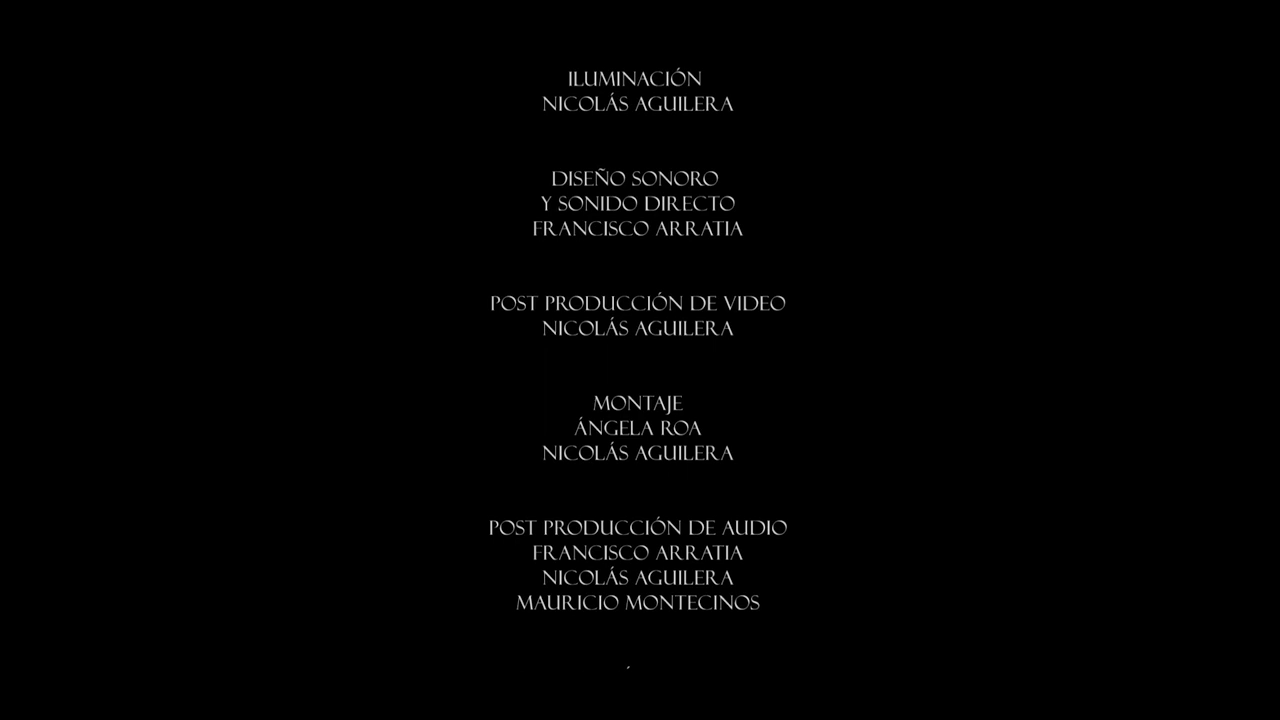 ILUMINACIÓN
NICOLÁS AGUILERA
DISEÑO SONORO
Y SONIDO DIRECTO
FRANCISCO ARRATIA
POST PRODUCCIÓN DE VIDEO
NICOLÁS AGUILERA
MONTAJE
ÁNGELA ROA
NICOLÁS AGUILERA
POST PRODUCCIÓN DE AUDIO
FRANCISCO ARRATIA
NICOLÁS AGUILERA
MAURICIO MONTECINOS